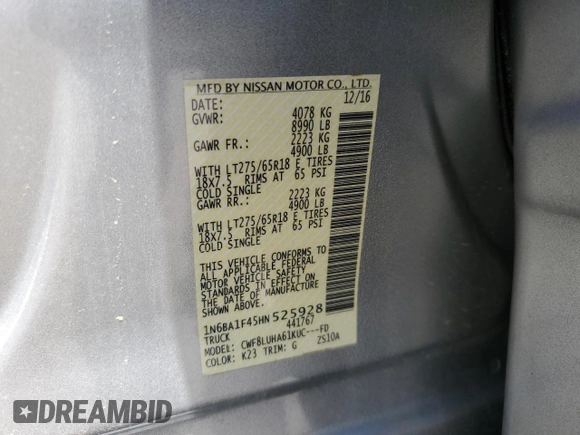 MFD BY NISSAN MOTOR CO., LTD.
DATE: 12/16
GVWR: 4078 KG
8990 LB
GAWR FR.: 2223 KG
4900 LB
WITH LT275/65R18 E TIRES
18X7.5 RIMS AT 65 PSI
COLD SINGLE
GAWR RR.: 2223 KG
4900 LB
WITH LT275/65R18 E TIRES
18X7.5 RIMS AT 65 PSI
COLD SINGLE
THIS VEHICLE CONFORMS TO
ALL APPLICABLE FEDERAL
MOTOR VEHICLE SAFETY
STANDARDS IN EFFECT ON
THE DATE OF MANUFACTURE
SHOWN ABOVE.
1N6BA1F45HN525928
TRUCK 441767
MODEL: CWF8LUHA61KUC---FD
COLOR: K23 TRIM: G ZS10A
DREAMBID